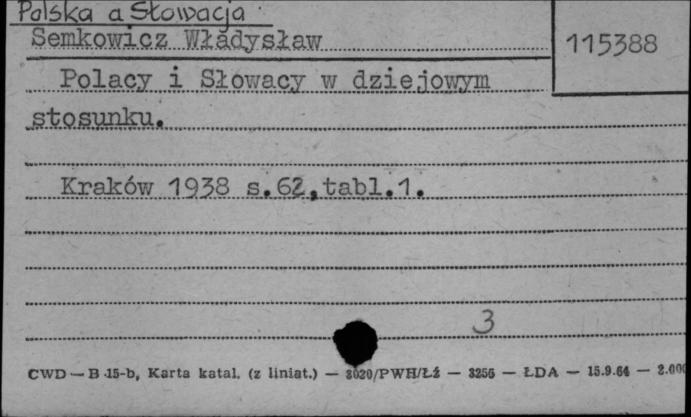 Polska a Słowacja
Semkowicz Władysław
115388
Polacy i Słowacy w dziejowym
stosunku.
Kraków 1938 s.62,tabl.1.
3
CWD — B-15-b, Karta katal. (z liniat.) — 3020/PWH/Łż — 3256 — ŁDA — 15.9.64 — 2.000